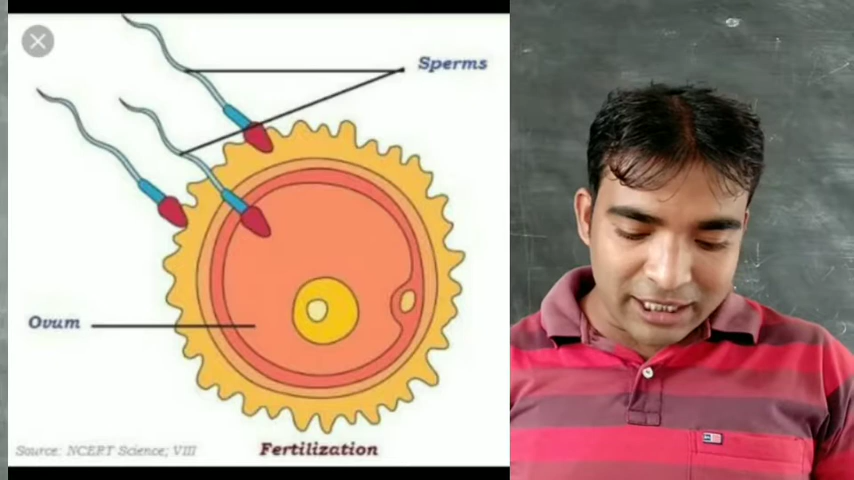 Sperms
Ovum
Source: NCERT Science; VIII
Fertilization